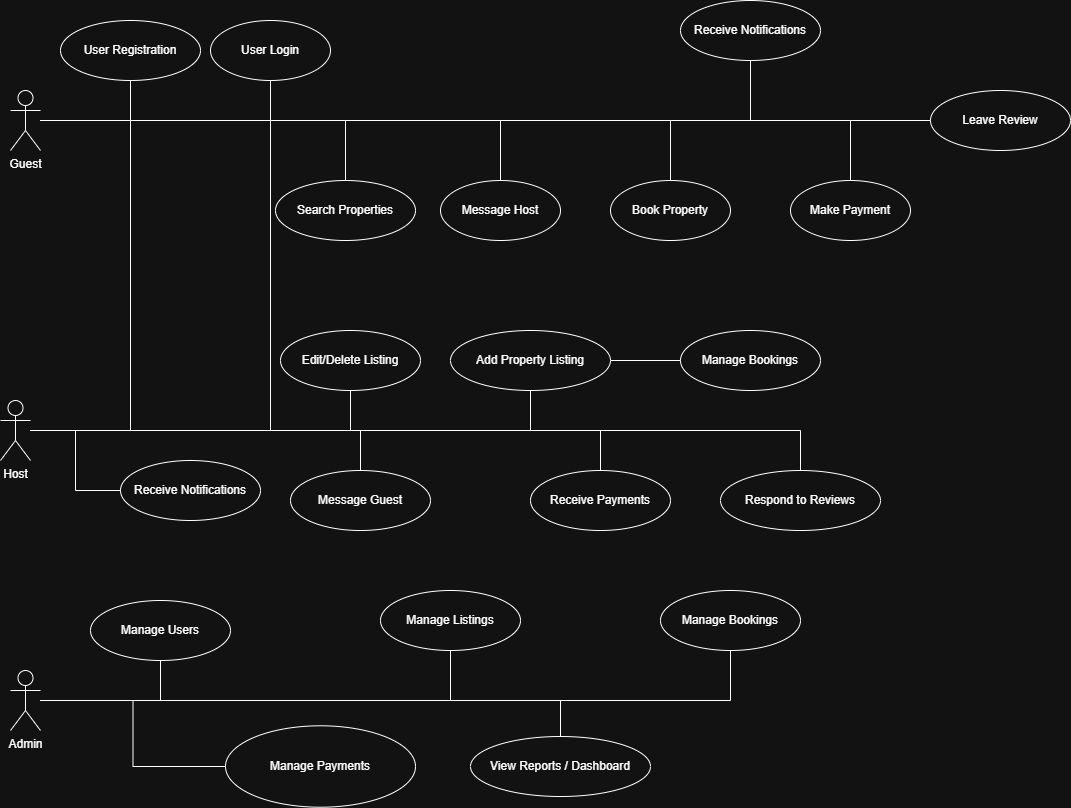 Receive Notifications
User Registration
User Login
Leave Review
Guest
Search Properties
Message Host
Book Property
Make Payment
Edit/Delete Listing
Add Property Listing
Manage Bookings
Host
Receive Notifications
Message Guest
Receive Payments
Respond to Reviews
Manage Users
Manage Listings
Manage Bookings
Admin
Manage Payments
View Reports / Dashboard